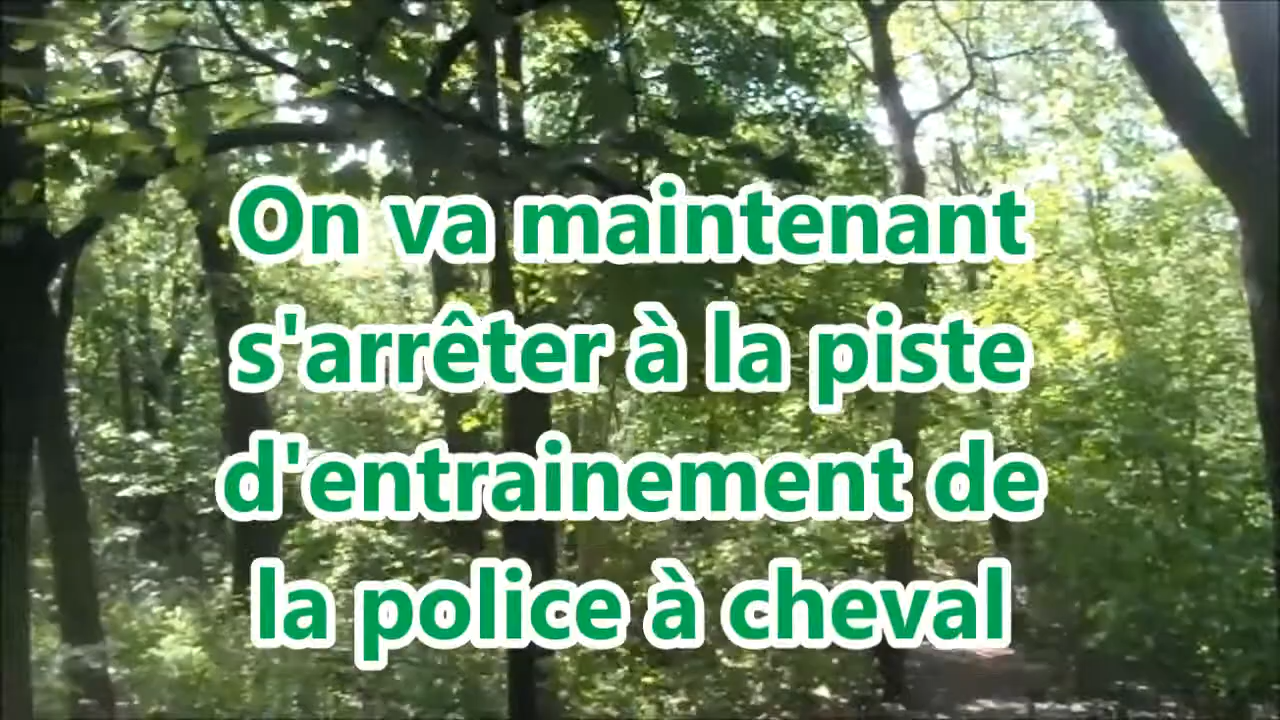 On va maintenant
s'arrêter à la piste
d'entrainement de
la police à cheval